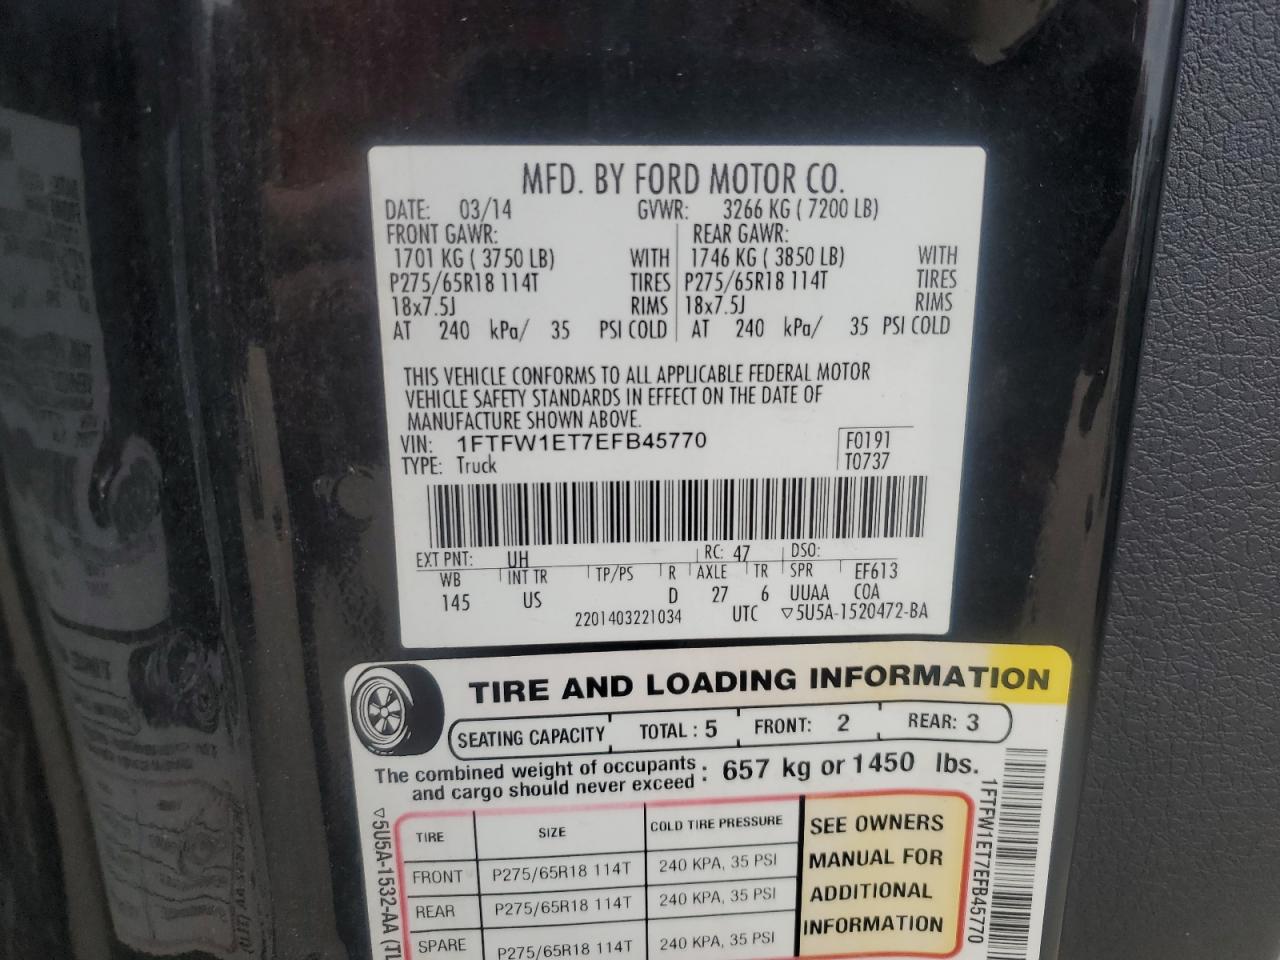 MFD. BY FORD MOTOR CO.
DATE: 03/14 GVWR: 3266 KG ( 7200 LB)
FRONT GAWR: REAR GAWR:
1701 KG ( 3750 LB) WITH 1746 KG ( 3850 LB) WITH
P275/65R18 114T TIRES P275/65R18 114T TIRES
18x7.5J RIMS 18x7.5J RIMS
AT 240 kPa/ 35 PSI COLD AT 240 kPa/ 35 PSI COLD
THIS VEHICLE CONFORMS TO ALL APPLICABLE FEDERAL MOTOR
VEHICLE SAFETY STANDARDS IN EFFECT ON THE DATE OF
MANUFACTURE SHOWN ABOVE.
VIN: 1FTFW1ET7EFB45770 F0191
TYPE: Truck T0737
EXT PNT: UH RC: 47 DSO:
WB INT TR TP/PS R AXLE TR SPR EF613
145 US D 27 6 UUAA COA
2201403221034 UTC ▽5U5A-1520472-BA
TIRE AND LOADING INFORMATION
SEATING CAPACITY TOTAL : 5 FRONT: 2 REAR: 3
The combined weight of occupants
and cargo should never exceed : 657 kg or 1450 lbs.
TIRE SIZE COLD TIRE PRESSURE
FRONT P275/65R18 114T 240 KPA, 35 PSI
REAR P275/65R18 114T 240 KPA, 35 PSI
SPARE P275/65R18 114T 240 KPA, 35 PSI
SEE OWNERS
MANUAL FOR
ADDITIONAL
INFORMATION
▽5U5A-1532-AA (TL
1FTFW1ET7EFB45770